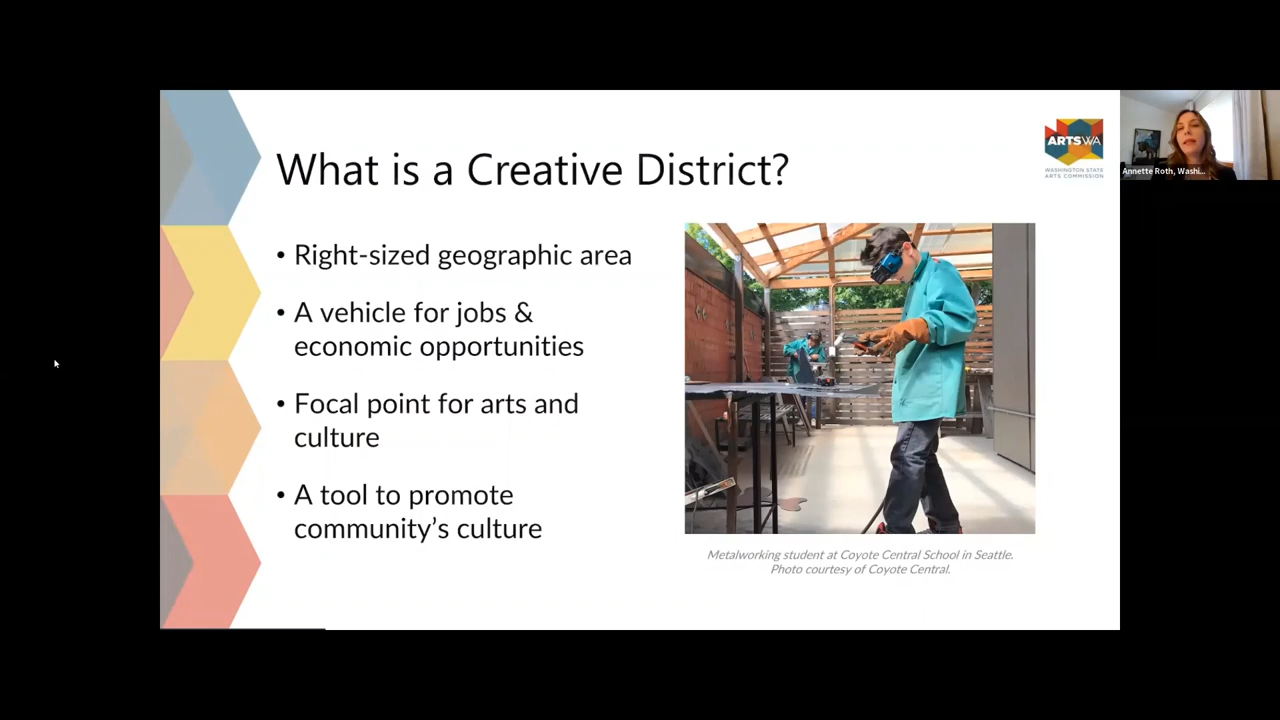 What is a Creative District?
ARTSWA
WASHINGTON STATE
ARTS COMMISSION
Annette Roth, Washi...
• Right-sized geographic area
• A vehicle for jobs &
economic opportunities
• Focal point for arts and
culture
• A tool to promote
community’s culture
Metalworking student at Coyote Central School in Seattle.
Photo courtesy of Coyote Central.